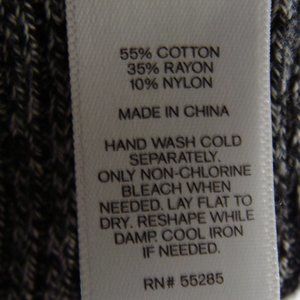 55% COTTON
35% RAYON
10% NYLON
MADE IN CHINA
HAND WASH COLD
SEPARATELY.
ONLY NON-CHLORINE
BLEACH WHEN
NEEDED. LAY FLAT TO
DRY. RESHAPE WHILE
DAMP. COOL IRON
IF NEEDED.
RN# 55285